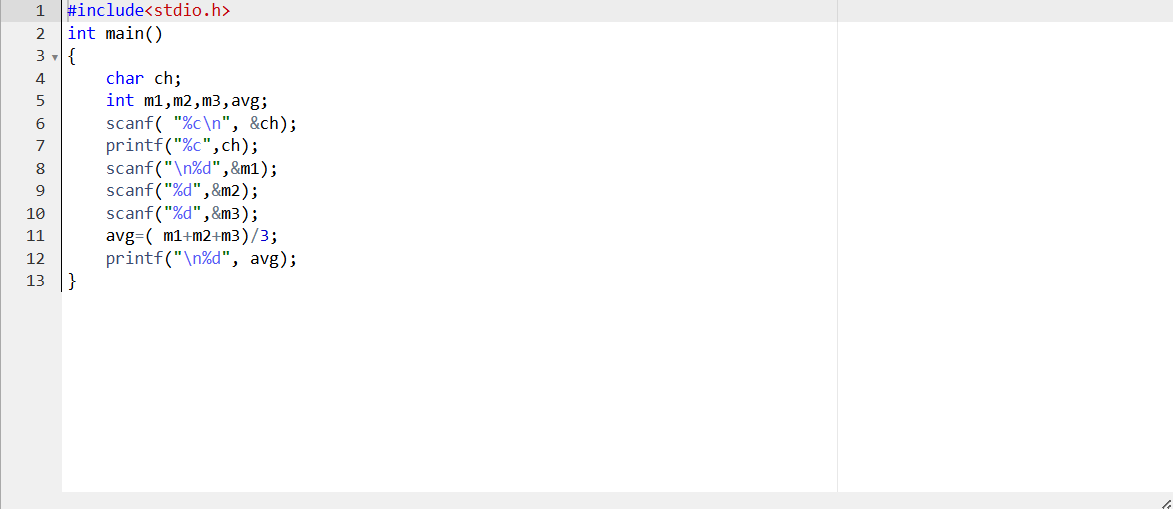 1 #include<stdio.h>
2 int main()
3 {
4 char ch;
5 int m1,m2,m3,avg;
6 scanf( "%c\n", &ch);
7 printf("%c",ch);
8 scanf("\n%d",&m1);
9 scanf("%d",&m2);
10 scanf("%d",&m3);
11 avg=( m1+m2+m3)/3;
12 printf("\n%d", avg);
13 }